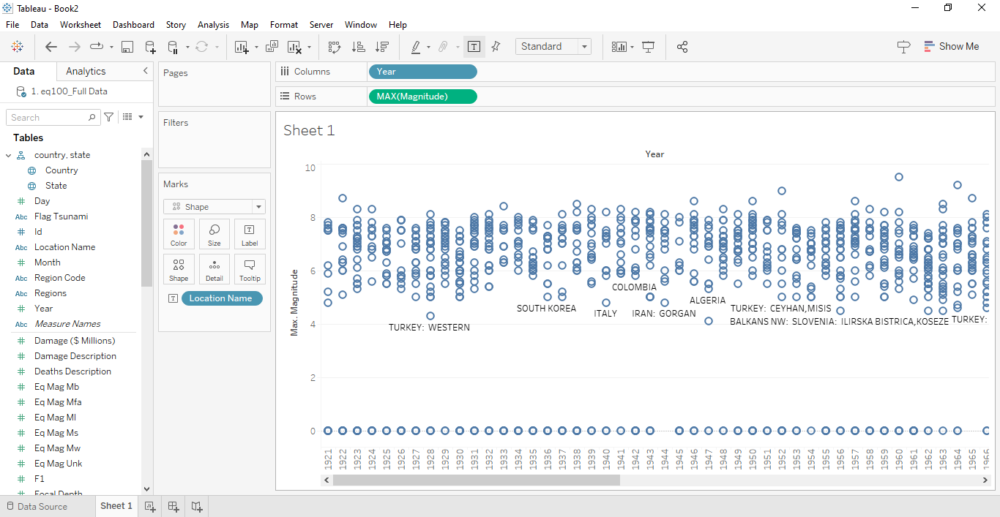 Tableau - Book2
File Data Worksheet Dashboard Story Analysis Map Format Server Window Help
Standard
Show Me
Data Analytics
1. eq100_Full Data
Search
Tables
country, state
Country
State
Day
Abc Flag Tsunami
Id
Abc Location Name
Month
Abc Region Code
Abc Regions
Year
Abc Measure Names
Damage ($ Millions)
Damage Description
Deaths Description
Eq Mag Mb
Eq Mag Mfa
Eq Mag Ml
Eq Mag Ms
Eq Mag Mw
Eq Mag Unk
F1
Focal Depth
Pages
Filters
Marks
Shape
Color Size Label
Shape Detail Tooltip
Location Name
Columns Year
Rows MAX(Magnitude)
Sheet 1
Year
Max. Magnitude
10
8
6
4
2
0
COLOMBIA
ALGERIA
SOUTH KOREA
TURKEY: CEYHAN,MISIS
ITALY
IRAN: GORGAN
TURKEY:
BALKANS NW: SLOVENIA: ILIRSKA BISTRICA,KOSEZE
TURKEY: WESTERN
1921 1922 1923 1924 1925 1926 1927 1928 1929 1930 1931 1932 1933 1934 1935 1936 1937 1938 1939 1940 1941 1942 1943 1944 1945 1946 1947 1948 1949 1950 1951 1952 1953 1954 1955 1956 1957 1958 1959 1960 1961 1962 1963 1964 1965 1966
Data Source Sheet 1